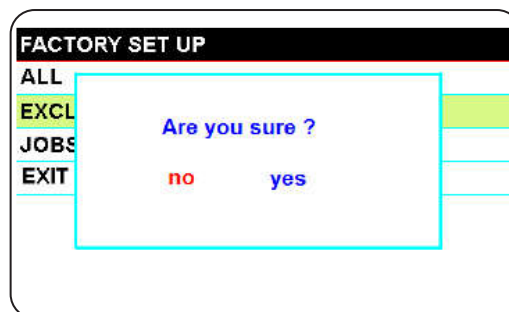 FACTORY SET UP
ALL
EXCL
JOBS
EXIT
Are you sure ?
no yes